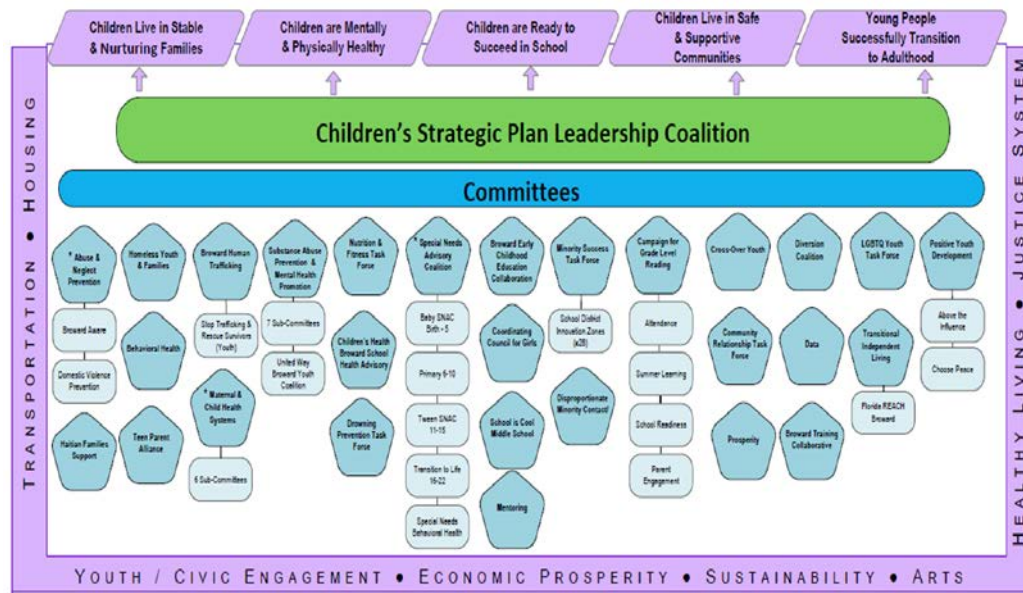 Children Live in Stable
& Nurturing Families
Children are Mentally
& Physically Healthy
Children are Ready to
Succeed in School
Children Live in Safe
& Supportive
Communities
Young People
Successfully Transition
to Adulthood
TRANSPORTATION • HOUSING
Children's Strategic Plan Leadership Coalition
Committees
* Abuse &
Neglect
Prevention
Broward Aware
Domestic Violence
Prevention
Haitian Families
Support
Homeless Youth
& Families
Behavioral Health
Teen Parent
Alliance
Broward Human
Trafficking
Stop Trafficking &
Rescue Survivors
(Youth)
* Maternal &
Child Health
Systems
6 Sub-Committees
Substance Abuse
Prevention &
Mental Health
Promotion
7 Sub-Committees
United Way
Broward Youth
Coalition
Nutrition &
Fitness Task
Force
Children's Health
Broward School
Health Advisory
Drowning
Prevention Task
Force
* Special Needs
Advisory
Coalition
Baby SNAC
Birth - 5
Primary 6-10
Tween SNAC
11-15
Transition to Life
16-22
Special Needs
Behavioral Health
Broward Early
Childhood
Education
Collaboration
Coordinating
Council for Girls
School is Cool
Middle School
Mentoring
Minority Success
Task Force
School District
Innovation Zones
(x28)
Disproportionate
Minority Contact/
Campaign for
Grade Level
Reading
Attendance
Summer Learning
School Readiness
Parent
Engagement
Cross-Over Youth
Community
Relationship Task
Force
Prosperity
Diversion
Coalition
Data
Broward Training
Collaborative
LGBTQ Youth
Task Force
Transitional
Independent
Living
Florida REACH
Broward
Positive Youth
Development
Above the
Influence
Choose Peace
HEALTHY LIVING • JUSTICE SYSTEM
YOUTH / CIVIC ENGAGEMENT • ECONOMIC PROSPERITY • SUSTAINABILITY • ARTS